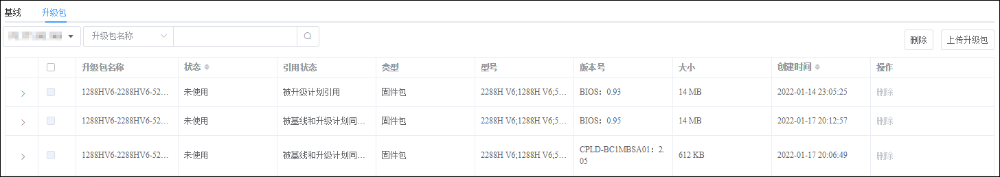 基线 升级包
升级包名称
删除 上传升级包
升级包名称 状态 引用状态 类型 型号 版本号 大小 创建时间 操作
1288HV6-2288HV6-52... 未使用 被升级计划引用 固件包 2288H V6;1288H V6;5... BIOS：0.93 14 MB 2022-01-14 23:05:25 删除
1288HV6-2288HV6-52... 未使用 被基线和升级计划同... 固件包 2288H V6;1288H V6;5... BIOS：0.95 14 MB 2022-01-17 20:12:57 删除
1288HV6-2288HV6-52... 未使用 被基线和升级计划同... 固件包 2288H V6;1288H V6;5... CPLD-BC1MBSA01：2.
05 612 KB 2022-01-17 20:06:49 删除